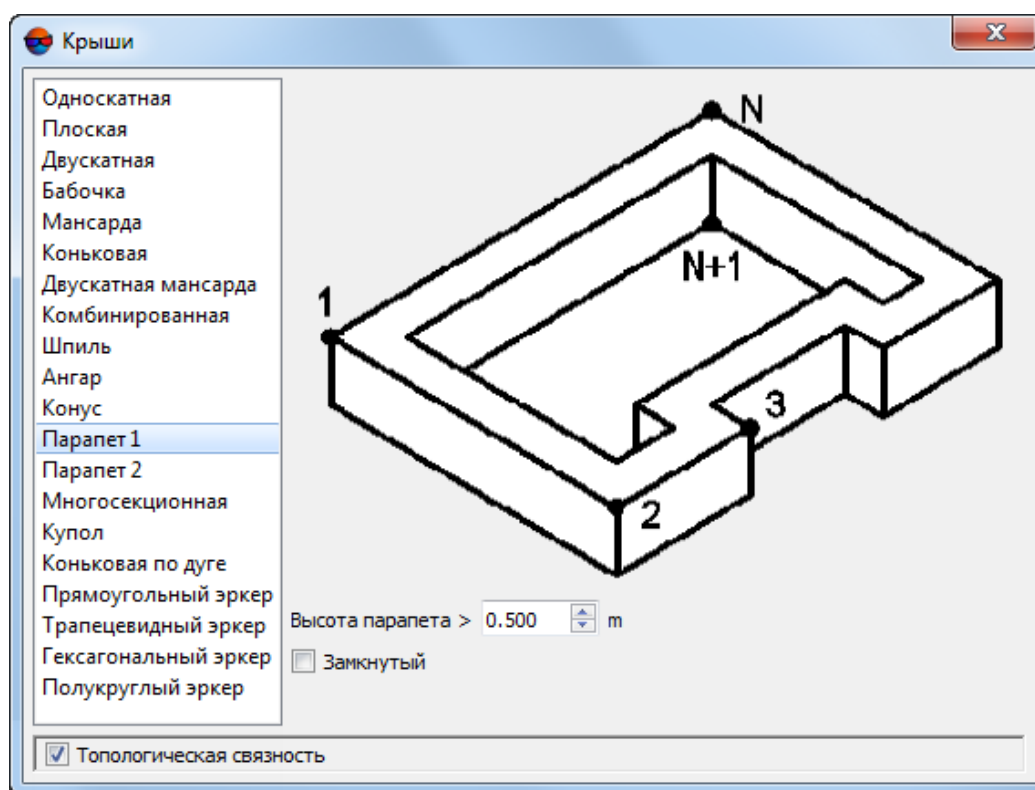 Крыши
Односкатная
Плоская
Двускатная
Бабочка
Мансарда
Коньковая
Двускатная мансарда
Комбинированная
Шпиль
Ангар
Конус
Парапет 1
Парапет 2
Многосекционная
Купол
Коньковая по дуге
Прямоугольный эркер
Трапецевидный эркер
Гексагональный эркер
Полукруглый эркер
N
N+1
1
3
2
Высота парапета > 0.500 m
Замкнутый
Топологическая связность